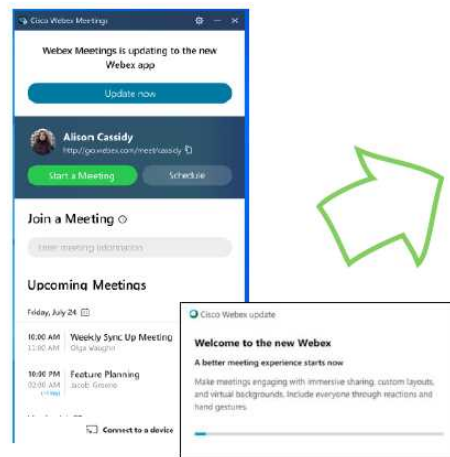 Cisco Webex Meetings
Webex Meetings is updating to the new
Webex app
Update now
Alison Cassidy
http://go.webex.com/meet/cassidy
Start a Meeting
Schedule
Join a Meeting
Enter meeting information
Upcoming Meetings
Friday, July 24
10:00 AM Weekly Sync Up Meeting
11:00 AM Olga Vaughn
10:00 PM Feature Planning
02:00 AM Jacob Greene
Connect to a device
Cisco Webex update
Welcome to the new Webex
A better meeting experience starts now
Make meetings engaging with immersive sharing, custom layouts,
and virtual backgrounds. Include everyone through reactions and
hand gestures.